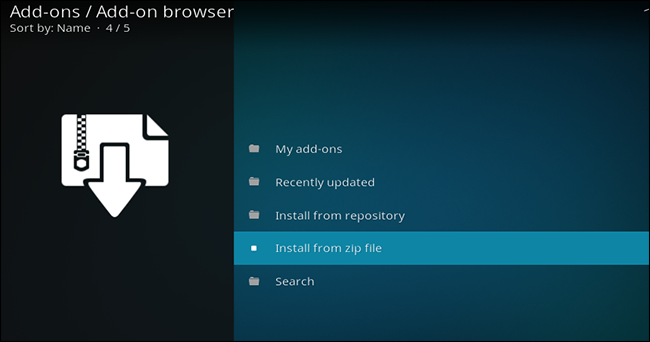 Add-ons / Add-on browser
Sort by: Name · 4 / 5
My add-ons
Recently updated
Install from repository
Install from zip file
Search